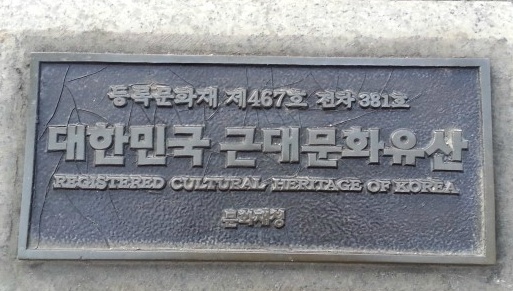 등록문화재 제467호 전차 381호
대한민국 근대문화유산
REGISTERED CULTURAL HERITAGE OF KOREA
문화재청